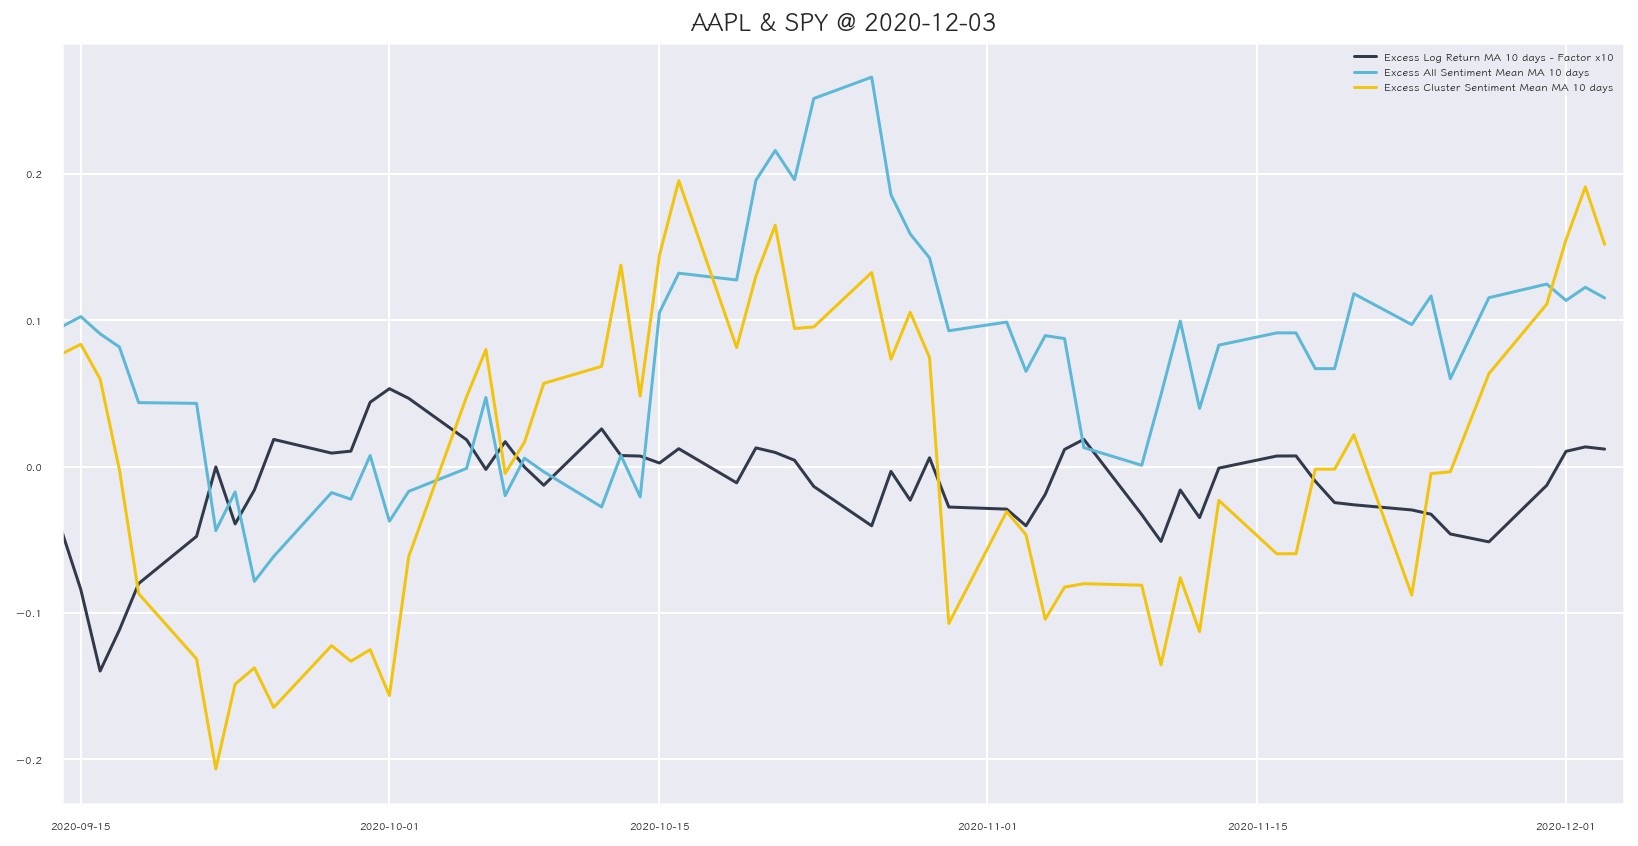 AAPL & SPY @ 2020-12-03
Excess Log Return MA 10 days - Factor x10
Excess All Sentiment Mean MA 10 days
Excess Cluster Sentiment Mean MA 10 days
0.2
0.1
0.0
−0.1
−0.2
2020-09-15 2020-10-01 2020-10-15 2020-11-01 2020-11-15 2020-12-01